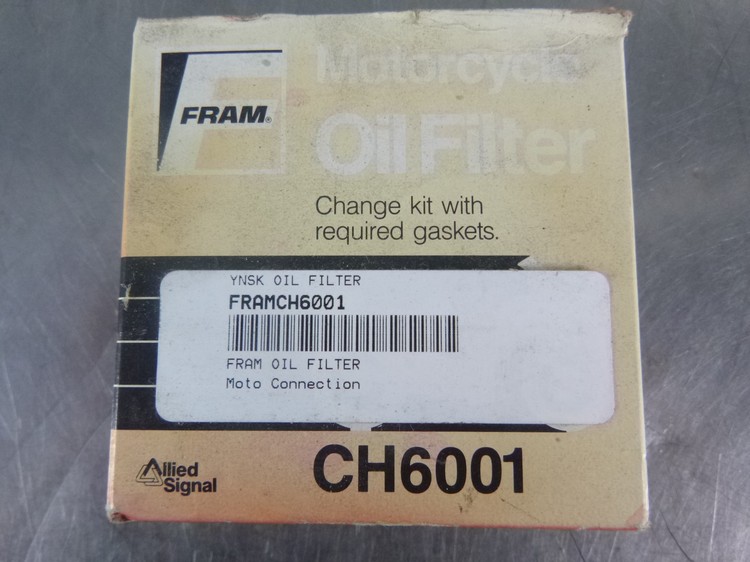 FRAM®
Motorcycle
Oil Filter
Change kit with
required gaskets.
YNSK OIL FILTER
FRAMCH6001
FRAM OIL FILTER
Moto Connection
Allied
Signal
CH6001